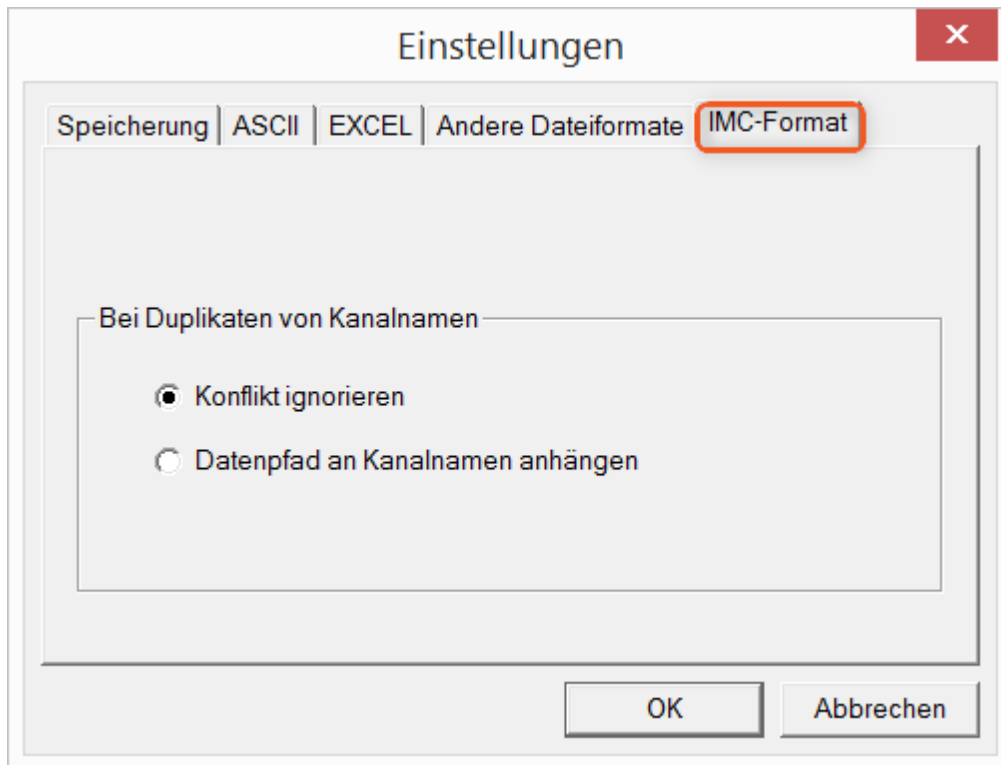 Einstellungen
Speicherung ASCII EXCEL Andere Dateiformate IMC-Format
Bei Duplikaten von Kanalnamen
Konflikt ignorieren
Datenpfad an Kanalnamen anhängen
OK Abbrechen